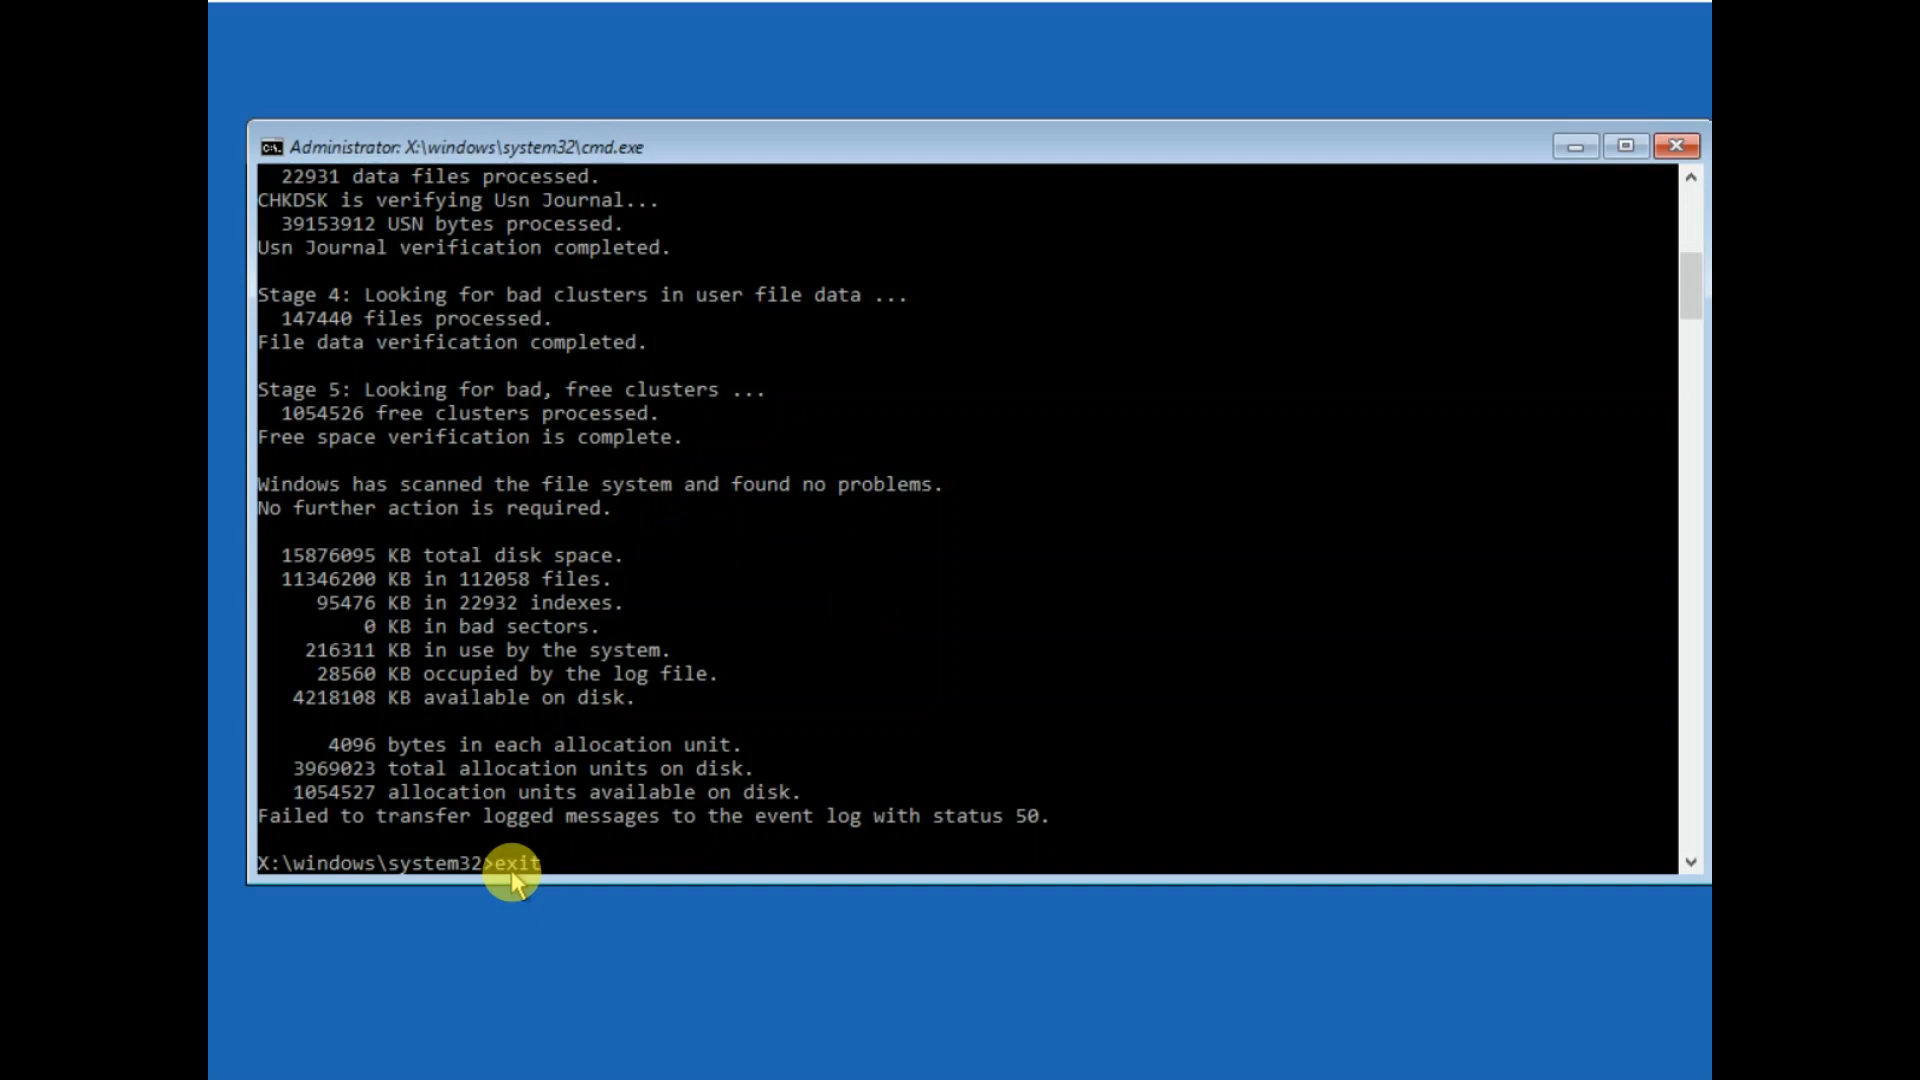 Administrator: X:\windows\system32\cmd.exe
22931 data files processed.
CHKDSK is verifying Usn Journal...
39153912 USN bytes processed.
Usn Journal verification completed.
Stage 4: Looking for bad clusters in user file data ...
147440 files processed.
File data verification completed.
Stage 5: Looking for bad, free clusters ...
1054526 free clusters processed.
Free space verification is complete.
Windows has scanned the file system and found no problems.
No further action is required.
15876095 KB total disk space.
11346200 KB in 112058 files.
95476 KB in 22932 indexes.
0 KB in bad sectors.
216311 KB in use by the system.
28560 KB occupied by the log file.
4218108 KB available on disk.
4096 bytes in each allocation unit.
3969023 total allocation units on disk.
1054527 allocation units available on disk.
Failed to transfer logged messages to the event log with status 50.
X:\windows\system32>exit